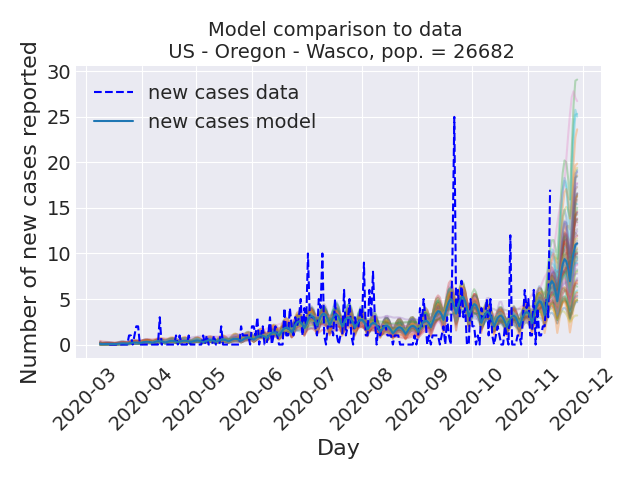 Model comparison to data
US - Oregon - Wasco, pop. = 26682
Number of new cases reported
30
25
20
15
10
5
0
new cases data
new cases model
2020-03
2020-04
2020-05
2020-06
2020-07
2020-08
2020-09
2020-10
2020-11
2020-12
Day